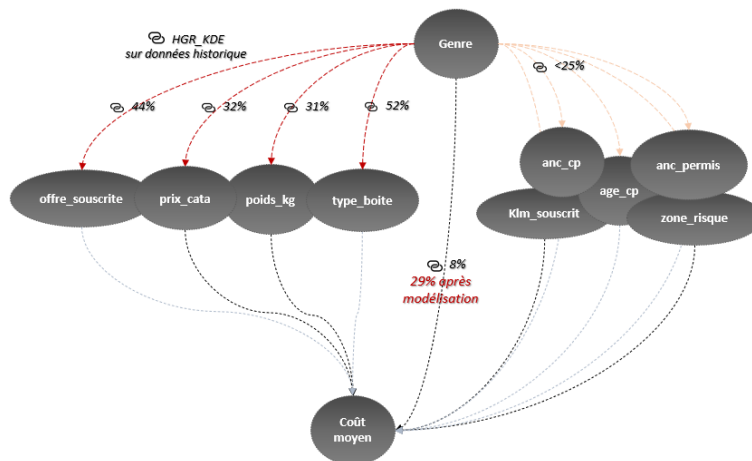 HGR_KDE
sur données historique
Genre
<25%
44%
32%
31%
52%
anc_cp
anc_permis
offre_souscrite
prix_cata
poids_kg
type_boite
age_cp
Klm_souscrit
zone_risque
8%
29% après
modélisation
Coût
moyen